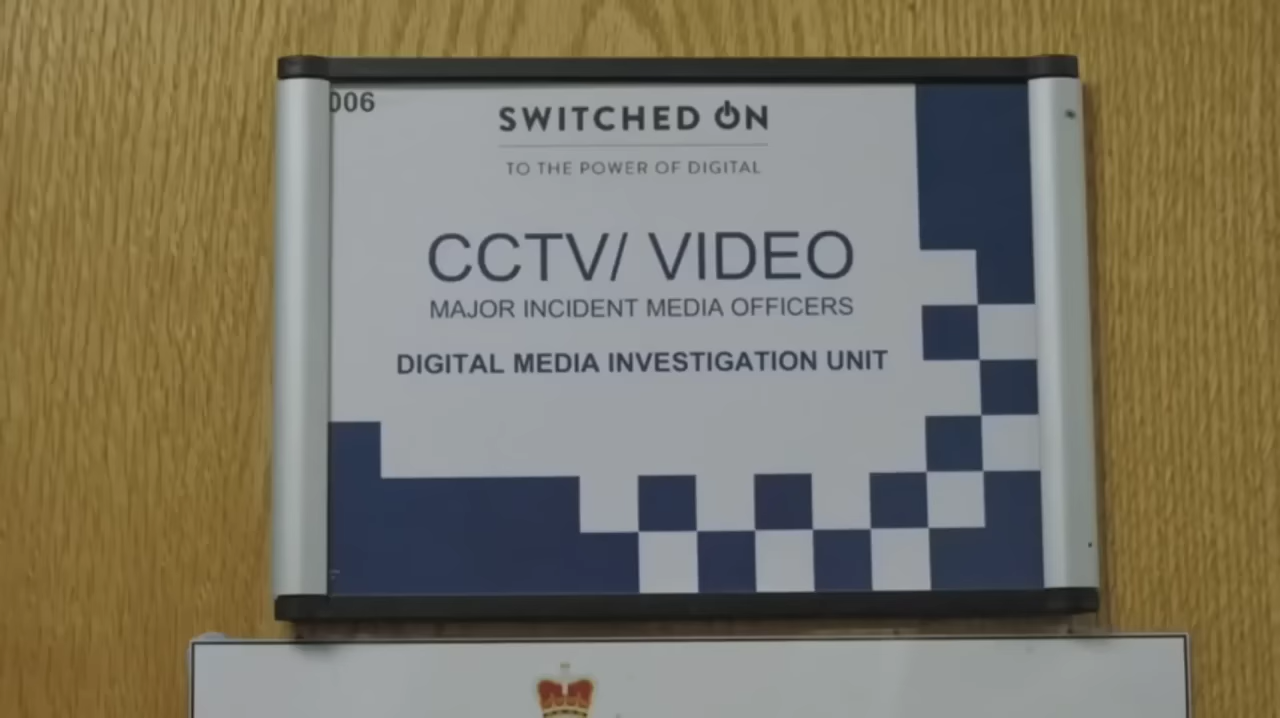 006
SWITCHED ON
TO THE POWER OF DIGITAL
CCTV/ VIDEO
MAJOR INCIDENT MEDIA OFFICERS
DIGITAL MEDIA INVESTIGATION UNIT